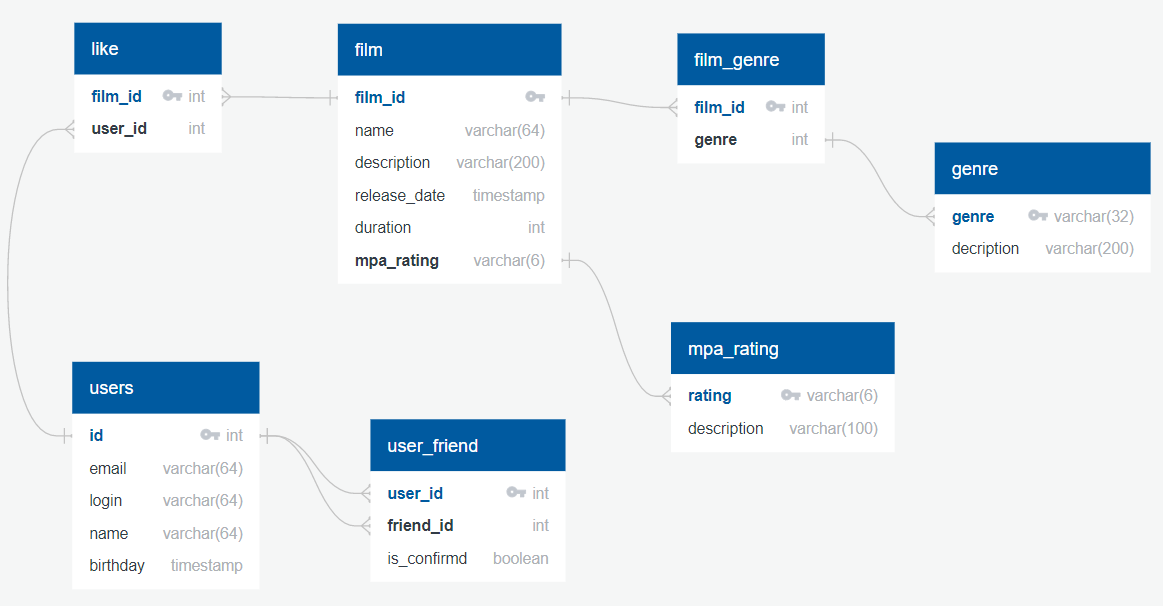 like
film_id int
user_id int
film
film_id
name varchar(64)
description varchar(200)
release_date timestamp
duration int
mpa_rating varchar(6)
film_genre
film_id int
genre int
genre
genre varchar(32)
decription varchar(200)
mpa_rating
rating varchar(6)
description varchar(100)
users
id int
email varchar(64)
login varchar(64)
name varchar(64)
birthday timestamp
user_friend
user_id int
friend_id int
is_confirmd boolean